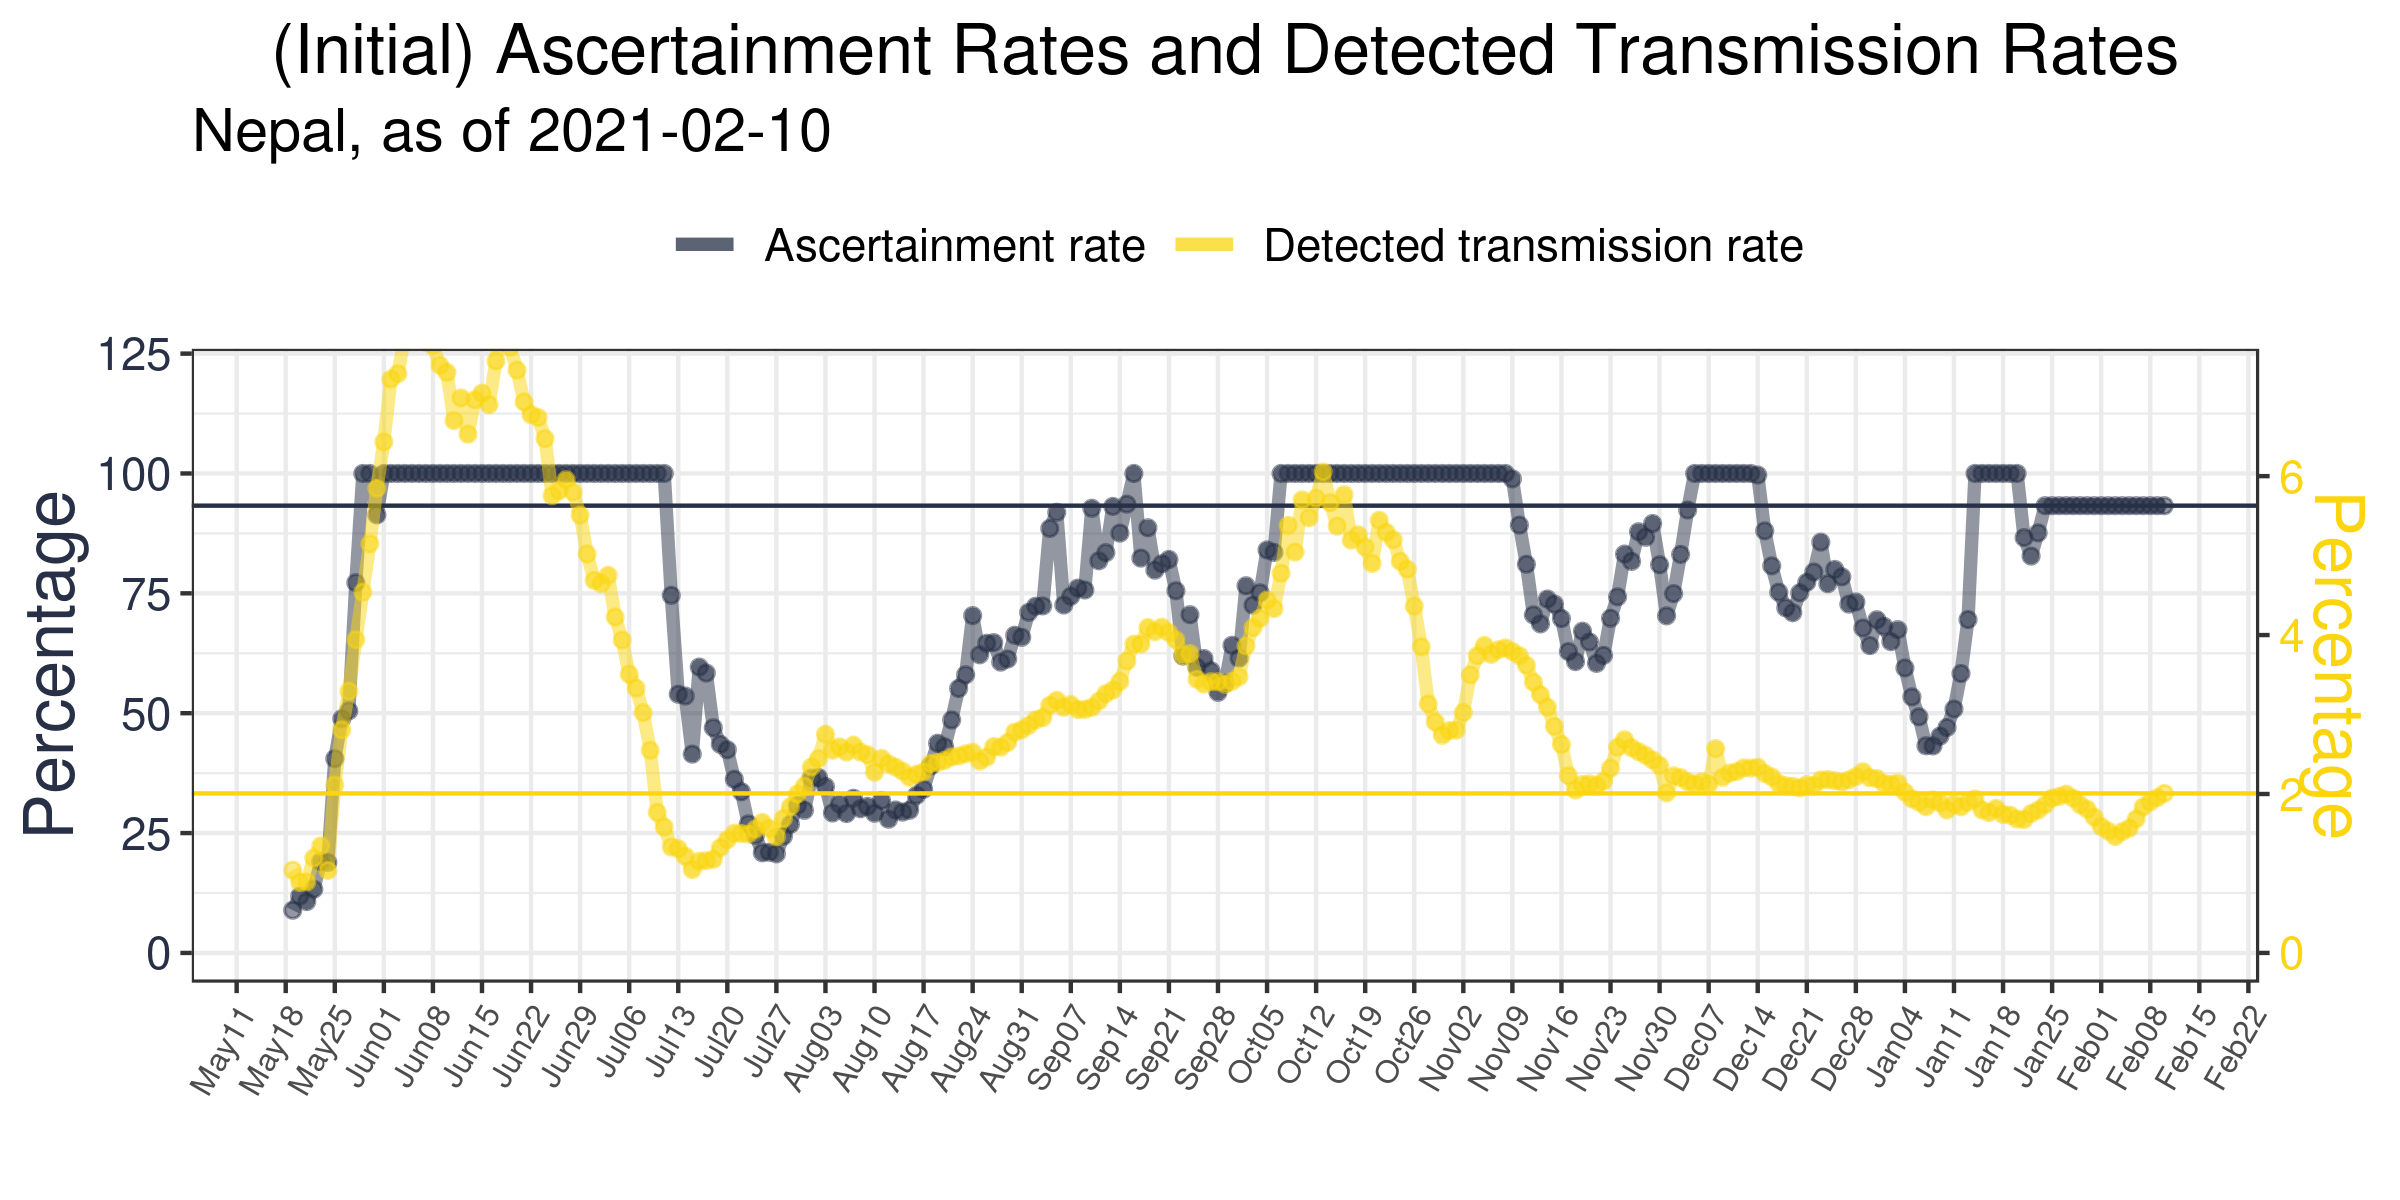 (Initial) Ascertainment Rates and Detected Transmission Rates
Nepal, as of 2021-02-10
Ascertainment rate
Detected transmission rate
Percentage
125
100
75
50
25
0
6
4
2
0
Percentage
May11
May18
May25
Jun01
Jun08
Jun15
Jun22
Jun29
Jul06
Jul13
Jul20
Jul27
Aug03
Aug10
Aug17
Aug24
Aug31
Sep07
Sep14
Sep21
Sep28
Oct05
Oct12
Oct19
Oct26
Nov02
Nov09
Nov16
Nov23
Nov30
Dec07
Dec14
Dec21
Dec28
Jan04
Jan11
Jan18
Jan25
Feb01
Feb08
Feb15
Feb22